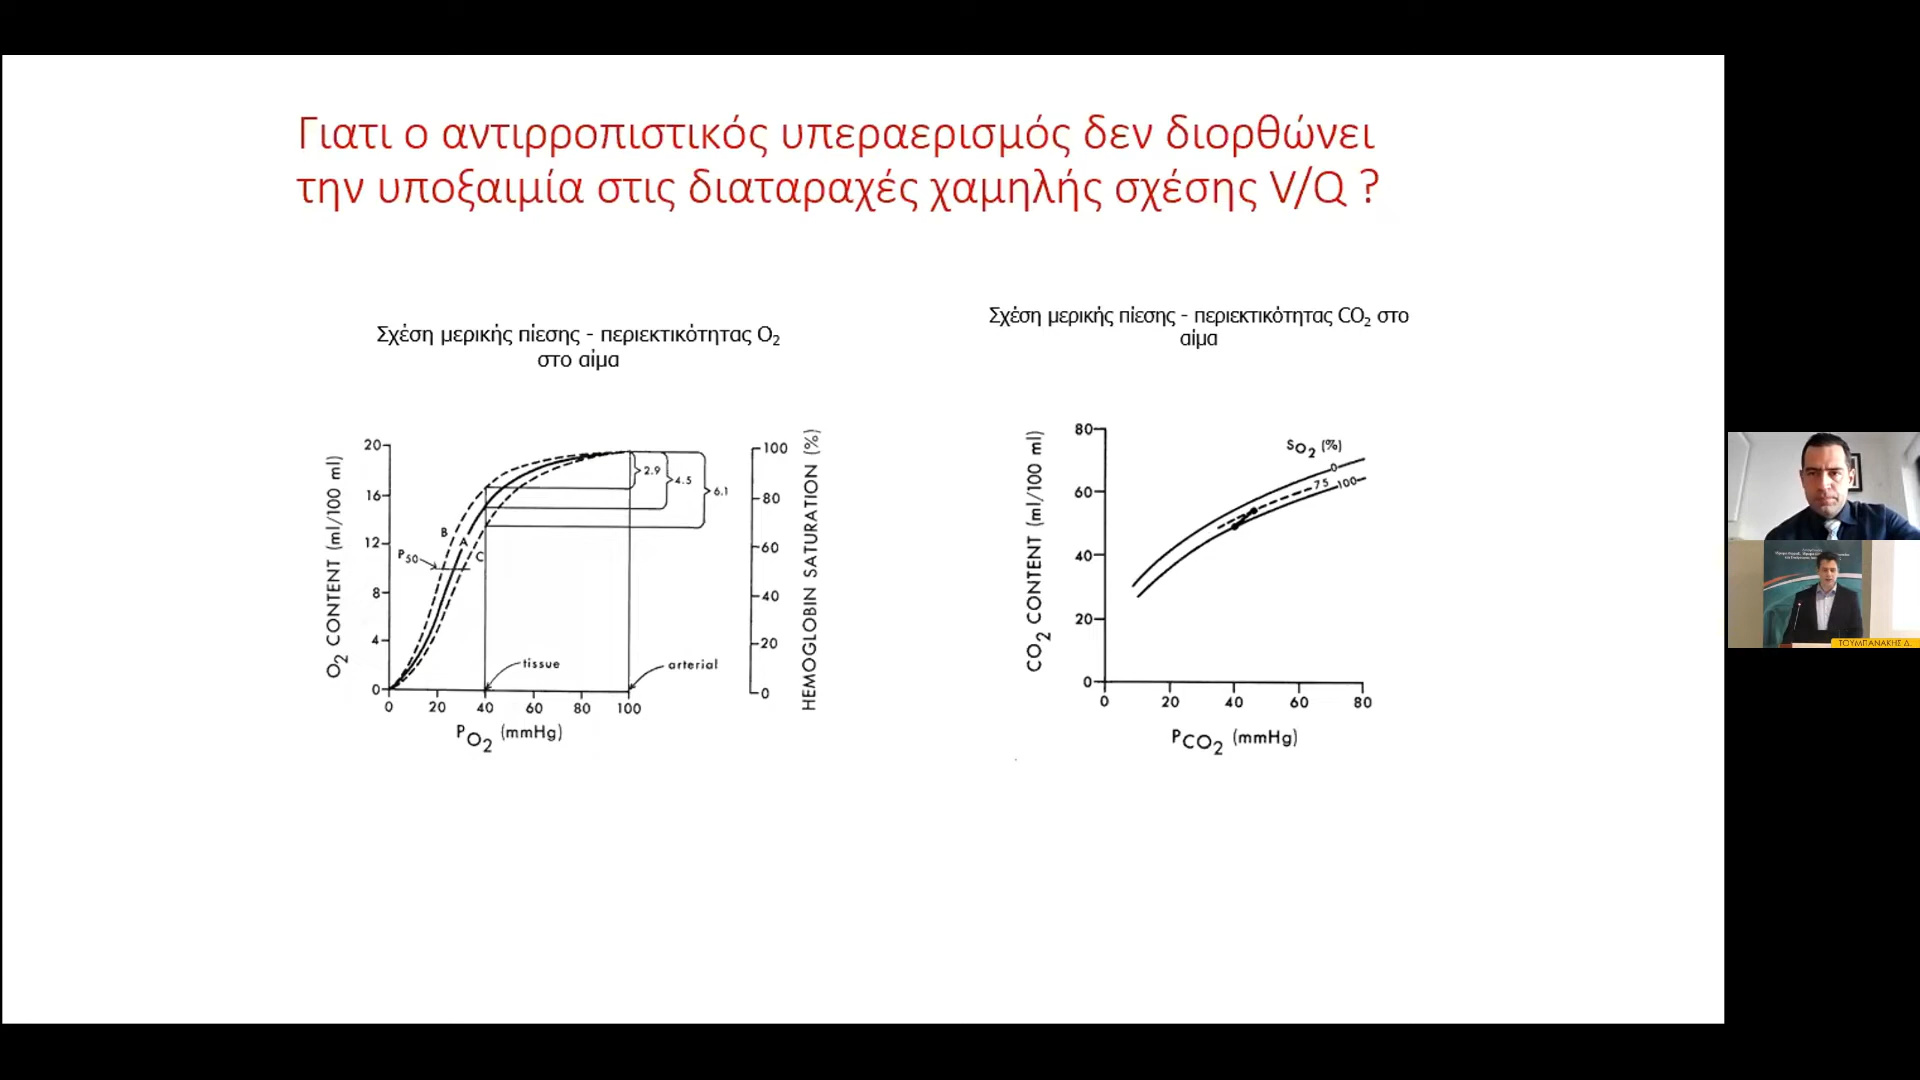 Γιατι ο αντιρροπιστικός υπεραερισμός δεν διορθώνει
την υποξαιμία στις διαταραχές χαμηλής σχέσης V/Q ?
Σχέση μερικής πίεσης - περιεκτικότητας O2
στο αίμα
20
16
12
8
4
0
O2 CONTENT (ml/100 ml)
0 20 40 60 80 100
PO2 (mmHg)
P50
B
A
C
2.9
4.5
6.1
tissue
arterial
100
80
60
40
20
0
HEMOGLOBIN SATURATION (%)
Σχέση μερικής πίεσης - περιεκτικότητας CO2 στο
αίμα
80
60
40
20
0
CO2 CONTENT (ml/100 ml)
SO2 (%)
0
75
100
0 20 40 60 80
PCO2 (mmHg)
ΤΟΥΜΠΑΝΑΚΗΣ Δ.